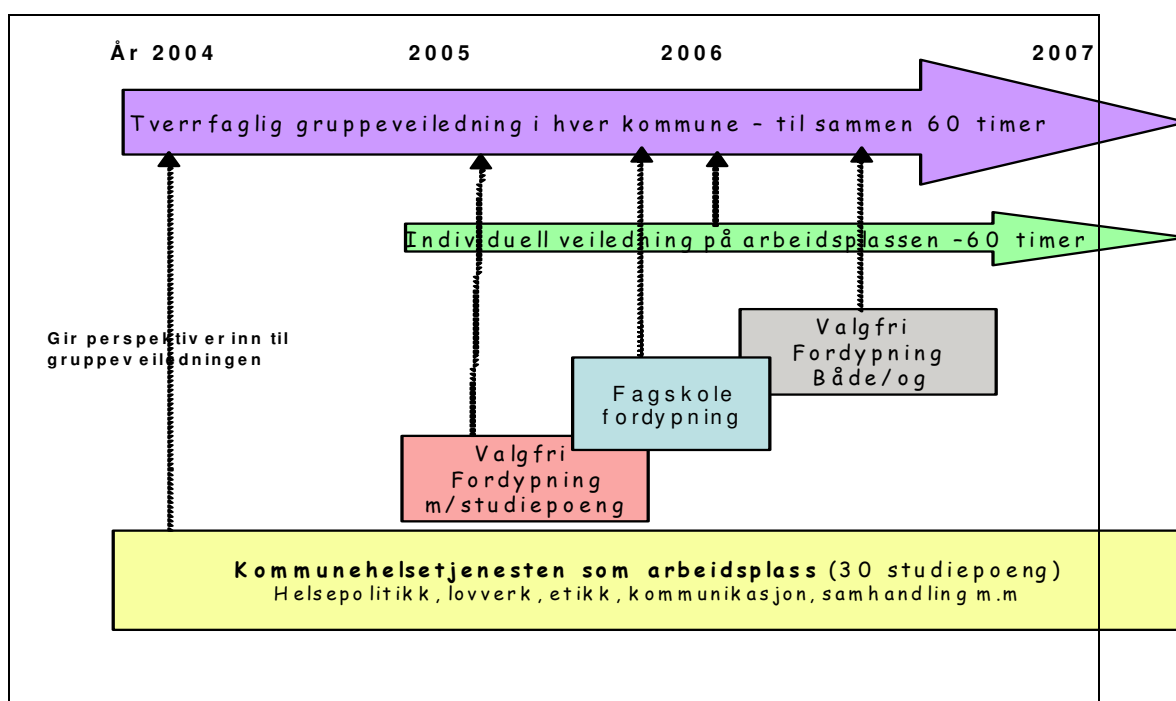 År 2004 2005 2006 2007
Tverrfaglig gruppeveiledning i hver kommune – til sammen 60 timer
Individuell veiledning på arbeidsplassen –60 timer
Gir perspektiver inn til
gruppeveiledningen
Valgfri
Fordypning
Både/og
Fagskole
fordypning
Valgfri
Fordypning
m/studiepoeng
Kommunehelsetjenesten som arbeidsplass (30 studiepoeng)
Helsepolitikk, lovverk, etikk, kommunikasjon, samhandling m.m